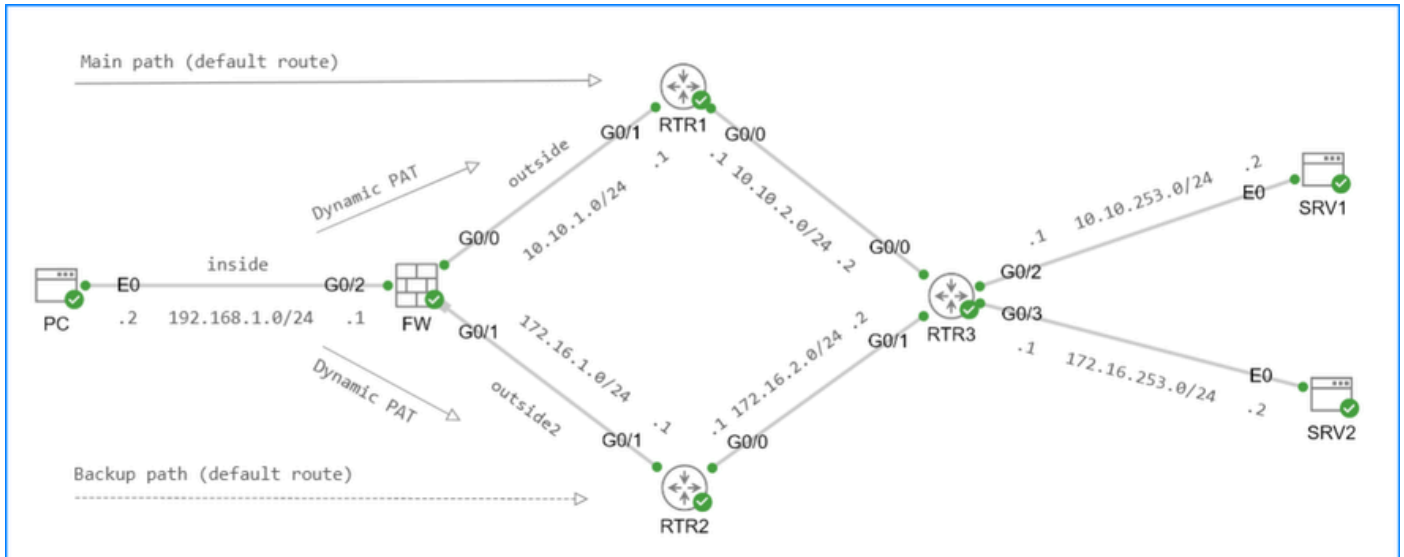 Main path (default route)
RTR1
G0/1
G0/0
outside
.1
.1 10.10.2.0/24 .2
Dynamic PAT
10.10.1.0/24
G0/0
.2
10.10.253.0/24
.1
E0
SRV1
inside
G0/0
G0/2
E0
G0/2
PC
.2 192.168.1.0/24 .1
FW
G0/1
172.16.1.0/24
.1
outside2
Dynamic PAT
RTR3
G0/3
G0/1
.1 172.16.2.0/24 .2
.1 172.16.253.0/24 .2
E0
SRV2
G0/1
G0/0
Backup path (default route)
RTR2